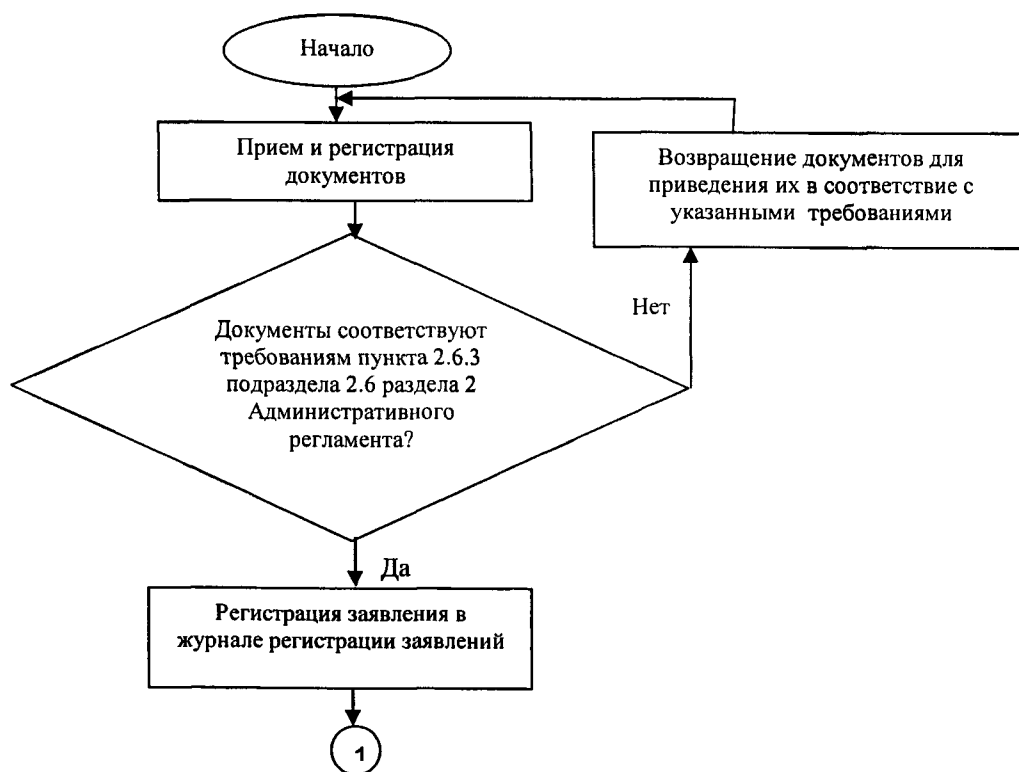 Начало
Прием и регистрация
документов
Возвращение документов для
приведения их в соответствие с
указанными требованиями
Нет
Документы соответствуют
требованиям пункта 2.6.3
подраздела 2.6 раздела 2
Административного
регламента?
Да
Регистрация заявления в
журнале регистрации заявлений
1